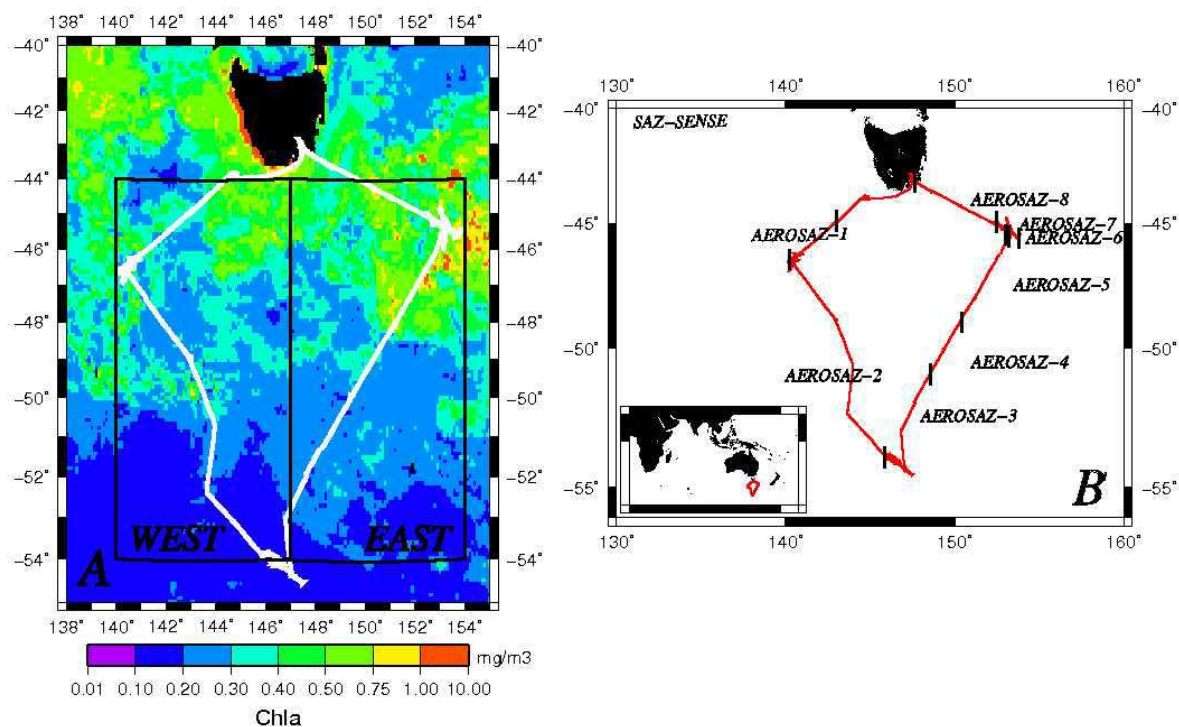 138° 140° 142° 144° 146° 148° 150° 152° 154°
-40° -40°
-42° -42°
-44° -44°
-46° -46°
-48° -48°
-50° -50°
-52° -52°
-54° -54°
WEST EAST
A
138° 140° 142° 144° 146° 148° 150° 152° 154°
mg/m3
0.01 0.10 0.20 0.30 0.40 0.50 0.75 1.00 10.00
Chla
130° 140° 150° 160°
-40° -40°
SAZ-SENSE
AEROSAZ-8
-45° AEROSAZ-1 AEROSAZ-7 -45°
AEROSAZ-6
AEROSAZ-5
-50° -50°
AEROSAZ-4
AEROSAZ-2
AEROSAZ-3
-55° B -55°
130° 140° 150° 160°